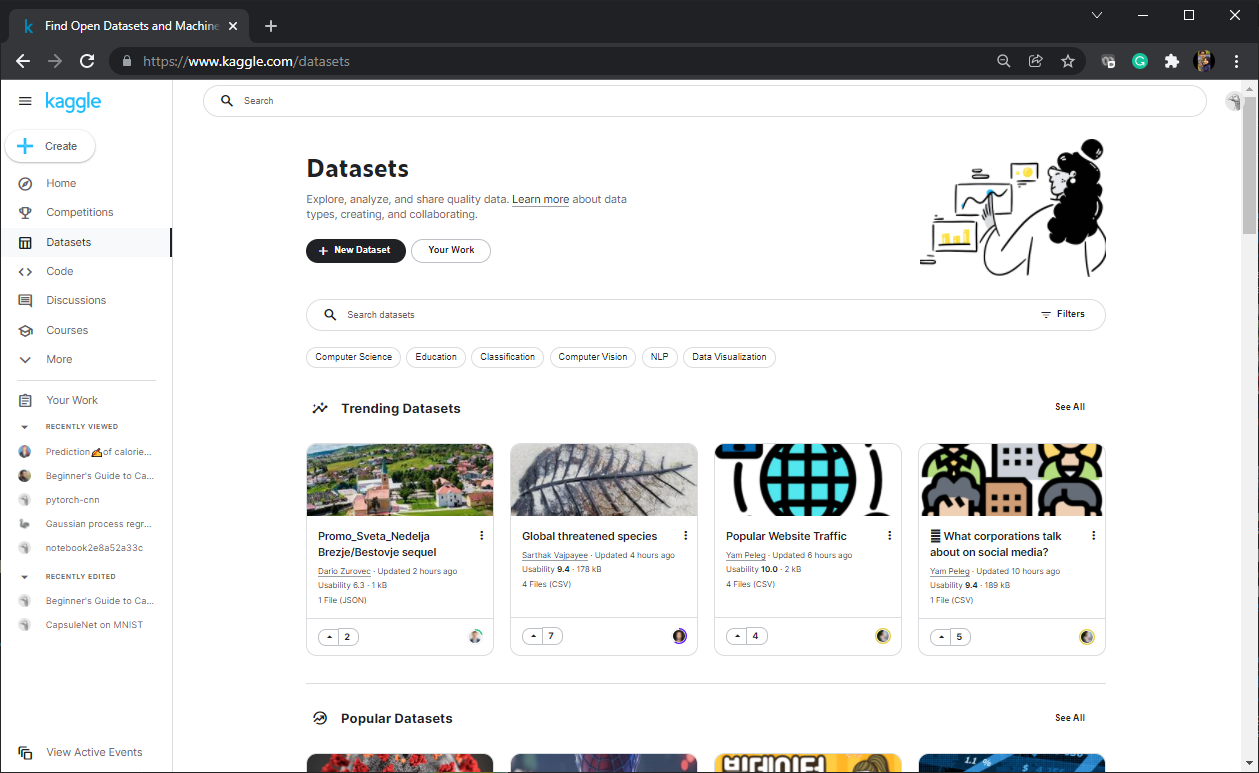 Find Open Datasets and Machine
https://www.kaggle.com/datasets
kaggle
Search
Create
Home
Competitions
Datasets
Code
Discussions
Courses
More
Your Work
RECENTLY VIEWED
Prediction✍of calorie...
Beginner's Guide to Ca...
pytorch-cnn
Gaussian process regr...
notebook2e8a52a33c
RECENTLY EDITED
Beginner's Guide to Ca...
CapsuleNet on MNIST
View Active Events
Datasets
Explore, analyze, and share quality data. Learn more about data
types, creating, and collaborating.
New Dataset
Your Work
Search datasets
Filters
Computer Science
Education
Classification
Computer Vision
NLP
Data Visualization
Trending Datasets
See All
Promo_Sveta_Nedelja
Brezje/Bestovje sequel
Dario Zurovec · Updated 2 hours ago
Usability 6.3 · 1 kB
1 File (JSON)
2
Global threatened species
Sarthak Vajpayee · Updated 4 hours ago
Usability 9.4 · 178 kB
4 Files (CSV)
7
Popular Website Traffic
Yam Peleg · Updated 6 hours ago
Usability 10.0 · 2 kB
4 Files (CSV)
4
What corporations talk
about on social media?
Yam Peleg · Updated 10 hours ago
Usability 9.4 · 189 kB
1 File (CSV)
5
Popular Datasets
See All
1.1 %